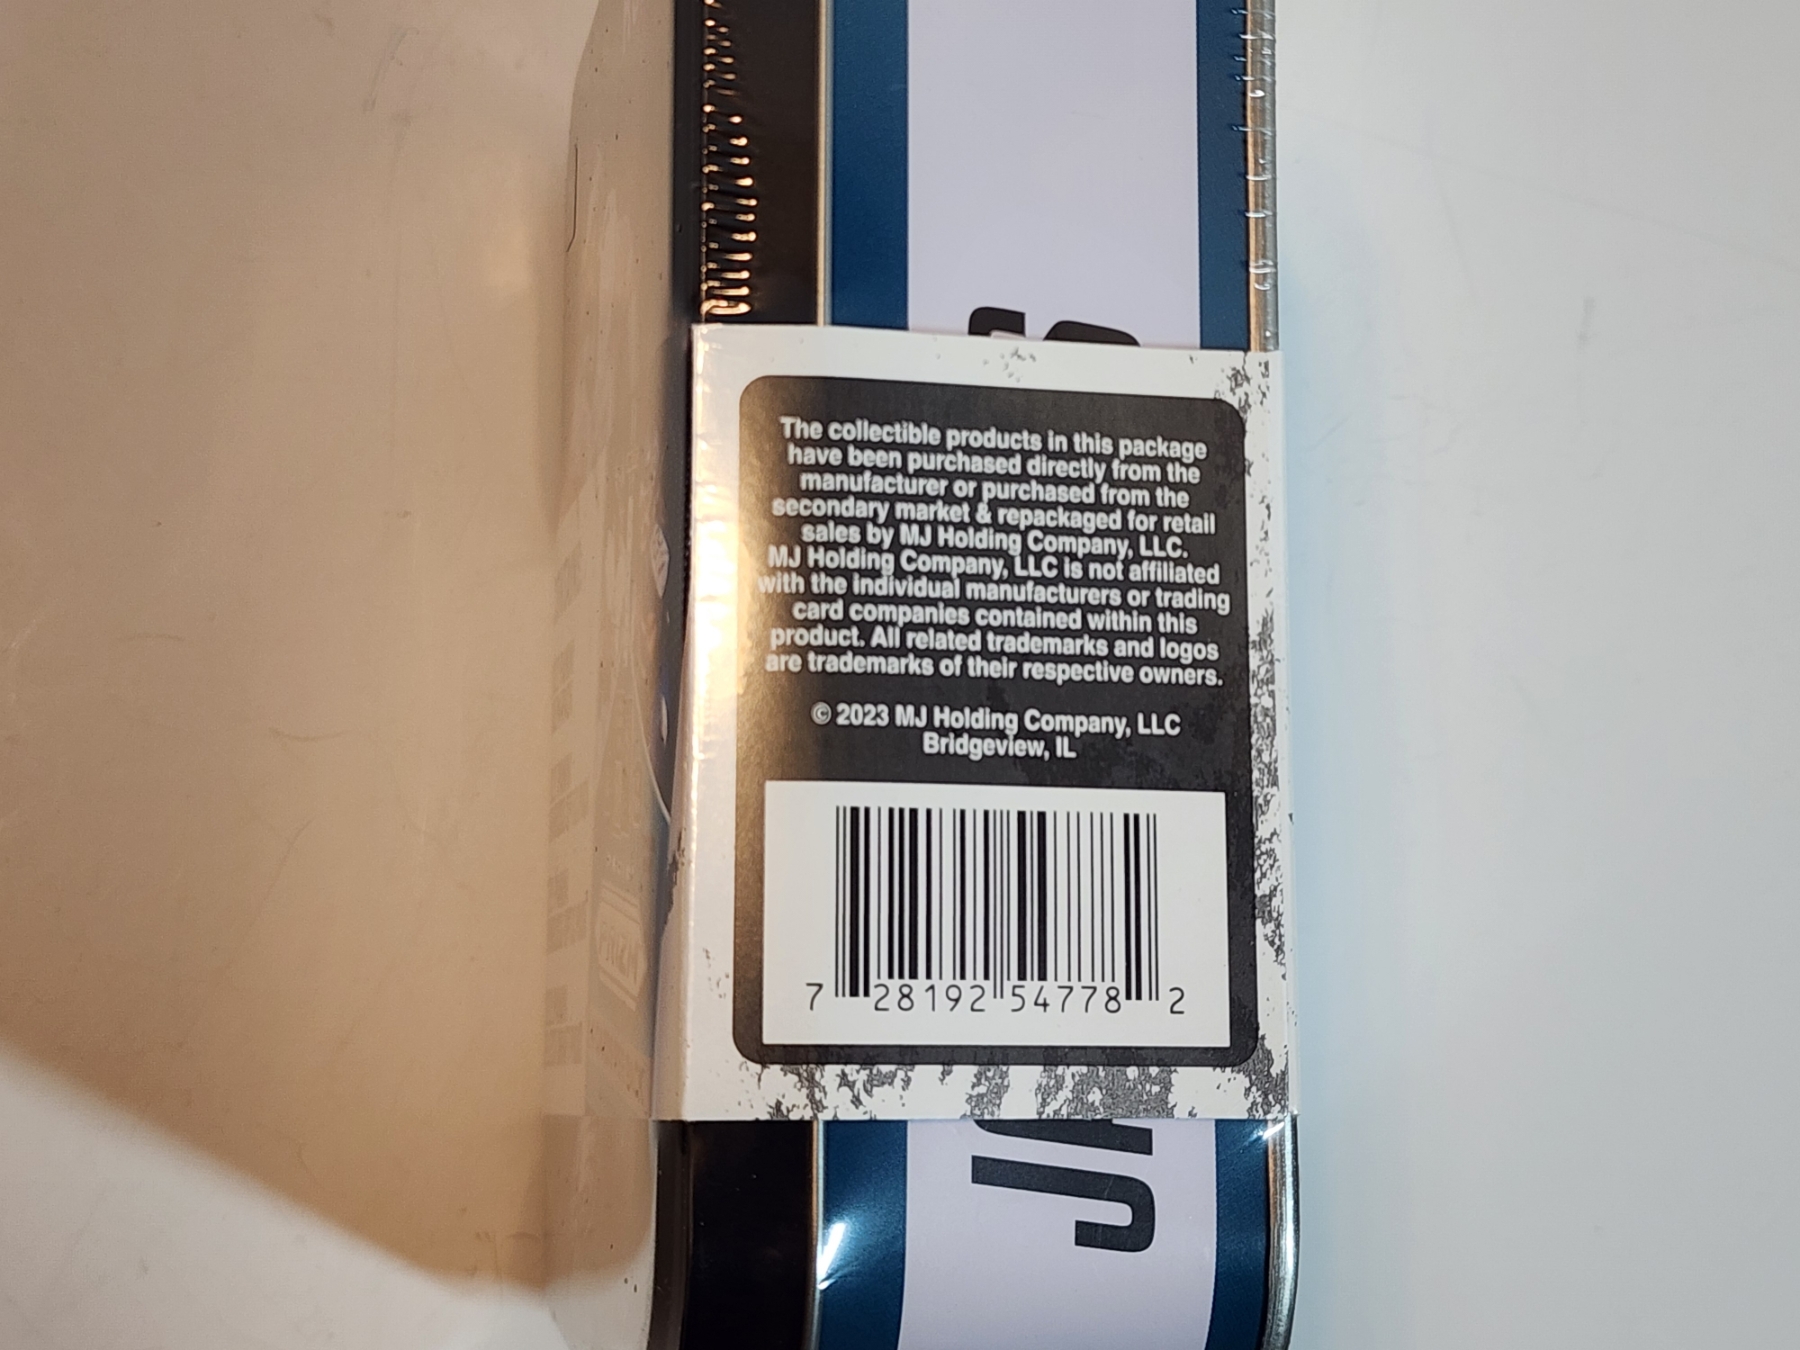 The collectible products in this package
have been purchased directly from the
manufacturer or purchased from the
secondary market & repackaged for retail
sales by MJ Holding Company, LLC.
MJ Holding Company, LLC is not affiliated
with the individual manufacturers or trading
card companies contained within this
product. All related trademarks and logos
are trademarks of their respective owners.
© 2023 MJ Holding Company, LLC
Bridgeview, IL
7 28192 54778 2